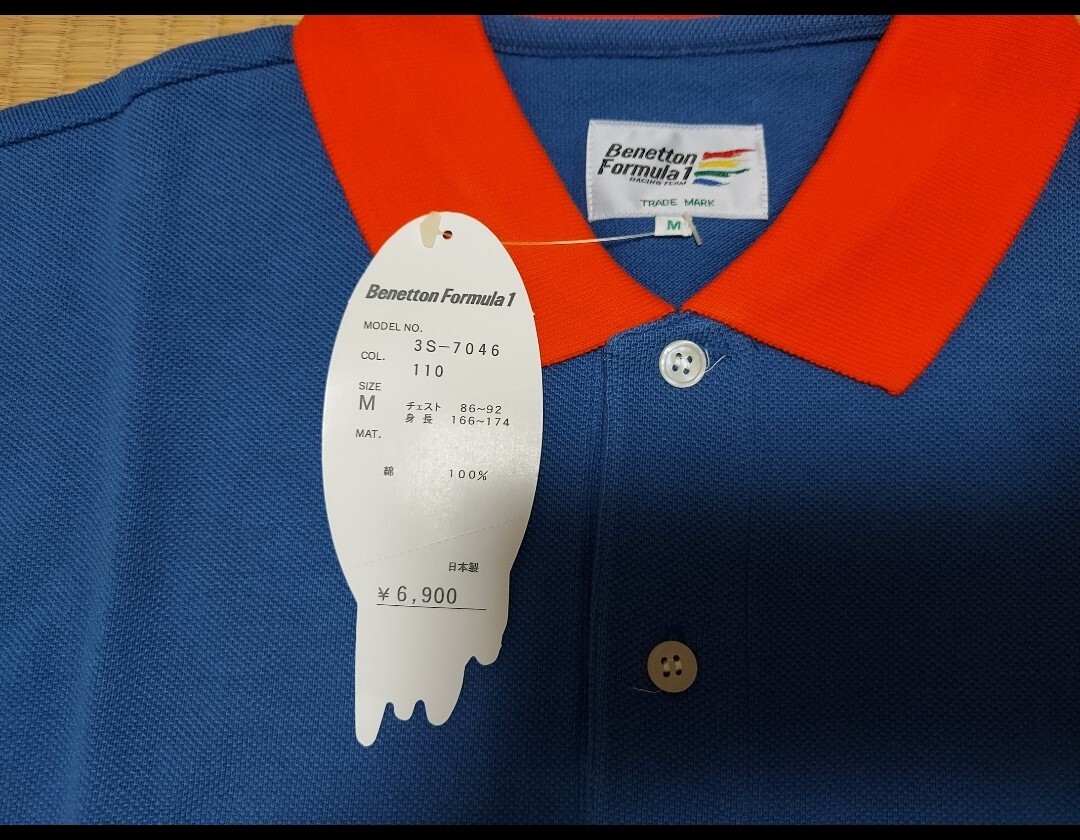 Benetton
Formula 1
RACING TEAM
TRADE MARK
M
Benetton Formula 1
MODEL NO.
3S-7046
COL.
110
SIZE
M
チェスト 86~92
身長 166~174
MAT.
綿 100%
日本製
¥6,900